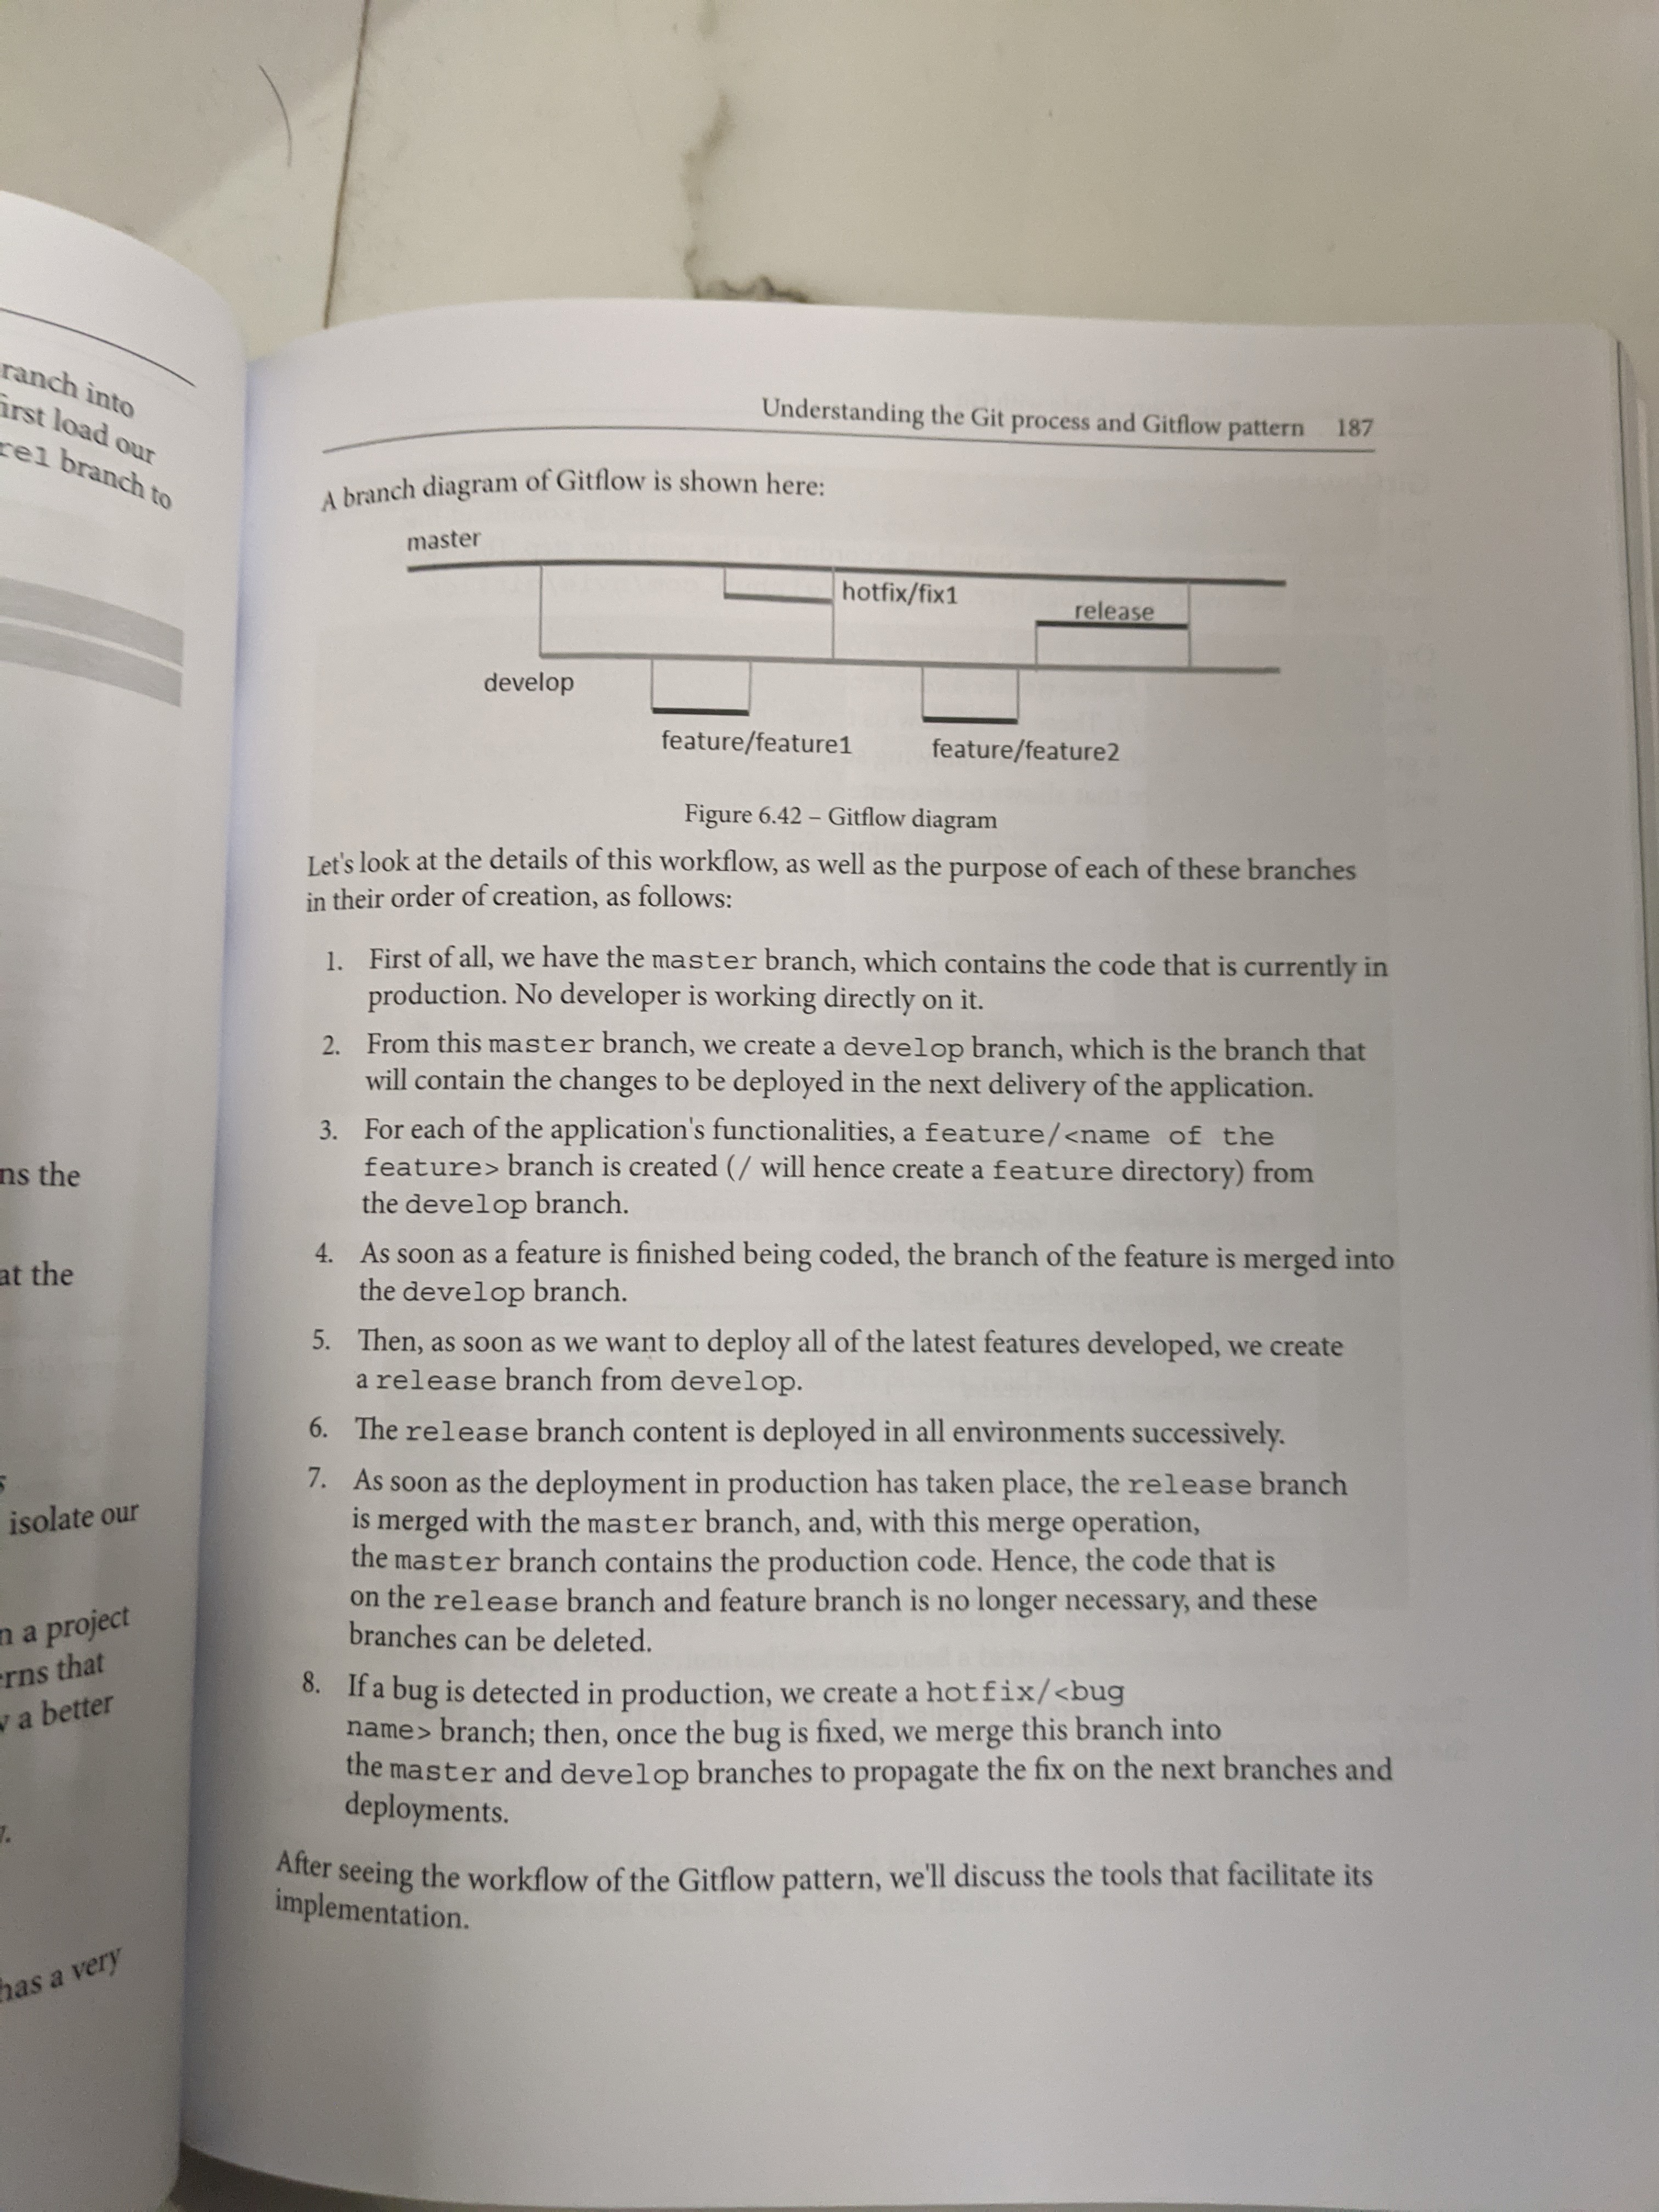 ranch into
first load our
rel branch to
ns the
at the
isolate our
a project
that
a better
has a very
Understanding the Git process and Gitflow pattern 187
A branch diagram of Gitflow is shown here:
master
hotfix/fix1
release
develop
feature/feature1
feature/feature2
Figure 6.42 – Gitflow diagram
Let's look at the details of this workflow, as well as the purpose of each of these branches
in their order of creation, as follows:
1. First of all, we have the master branch, which contains the code that is currently in
production. No developer is working directly on it.
2. From this master branch, we create a develop branch, which is the branch that
will contain the changes to be deployed in the next delivery of the application.
3. For each of the application's functionalities, a feature/<name of the
feature> branch is created (/ will hence create a feature directory) from
the develop branch.
4. As soon as a feature is finished being coded, the branch of the feature is merged into
the develop branch.
5. Then, as soon as we want to deploy all of the latest features developed, we create
a release branch from develop.
6. The release branch content is deployed in all environments successively.
7. As soon as the deployment in production has taken place, the release branch
is merged with the master branch, and, with this merge operation,
the master branch contains the production code. Hence, the code that is
on the release branch and feature branch is no longer necessary, and these
branches can be deleted.
8. If a bug is detected in production, we create a hotfix/<bug
name> branch; then, once the bug is fixed, we merge this branch into
the master and develop branches to propagate the fix on the next branches and
deployments.
After seeing the workflow of the Gitflow pattern, we'll discuss the tools that facilitate its
implementation.